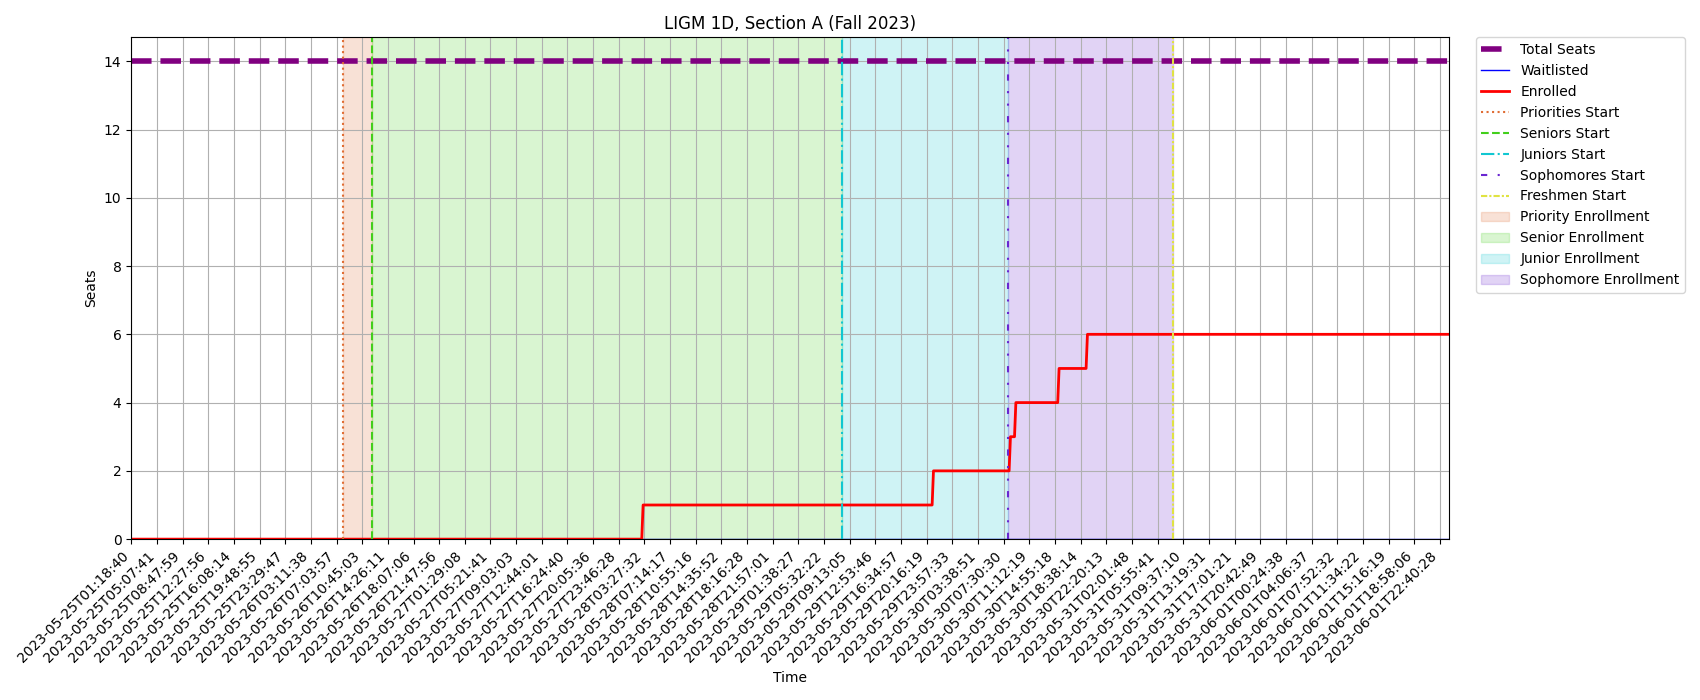 LIGM 1D, Section A (Fall 2023)
14
12
10
8
6
4
2
0
Seats
2023-05-25T01:18:40
2023-05-25T05:07:41
2023-05-25T08:47:59
2023-05-25T12:27:56
2023-05-25T16:08:14
2023-05-25T19:48:55
2023-05-25T23:29:47
2023-05-26T03:11:38
2023-05-26T07:03:57
2023-05-26T10:45:03
2023-05-26T14:26:11
2023-05-26T18:07:06
2023-05-26T21:47:56
2023-05-27T01:29:08
2023-05-27T05:21:41
2023-05-27T09:03:03
2023-05-27T12:44:01
2023-05-27T16:24:40
2023-05-27T20:05:36
2023-05-27T23:46:28
2023-05-28T03:27:32
2023-05-28T07:14:17
2023-05-28T10:55:16
2023-05-28T14:35:52
2023-05-28T18:16:28
2023-05-28T21:57:01
2023-05-29T01:38:27
2023-05-29T05:32:22
2023-05-29T09:13:05
2023-05-29T12:53:46
2023-05-29T16:34:57
2023-05-29T20:16:19
2023-05-29T23:57:33
2023-05-30T03:38:51
2023-05-30T07:30:30
2023-05-30T11:12:19
2023-05-30T14:55:18
2023-05-30T18:38:14
2023-05-30T22:20:13
2023-05-31T02:01:48
2023-05-31T05:55:41
2023-05-31T09:37:10
2023-05-31T13:19:31
2023-05-31T17:01:21
2023-05-31T20:42:49
2023-06-01T00:24:38
2023-06-01T04:06:37
2023-06-01T07:52:32
2023-06-01T11:34:22
2023-06-01T15:16:19
2023-06-01T18:58:06
2023-06-01T22:40:28
Time
Total Seats
Waitlisted
Enrolled
Priorities Start
Seniors Start
Juniors Start
Sophomores Start
Freshmen Start
Priority Enrollment
Senior Enrollment
Junior Enrollment
Sophomore Enrollment